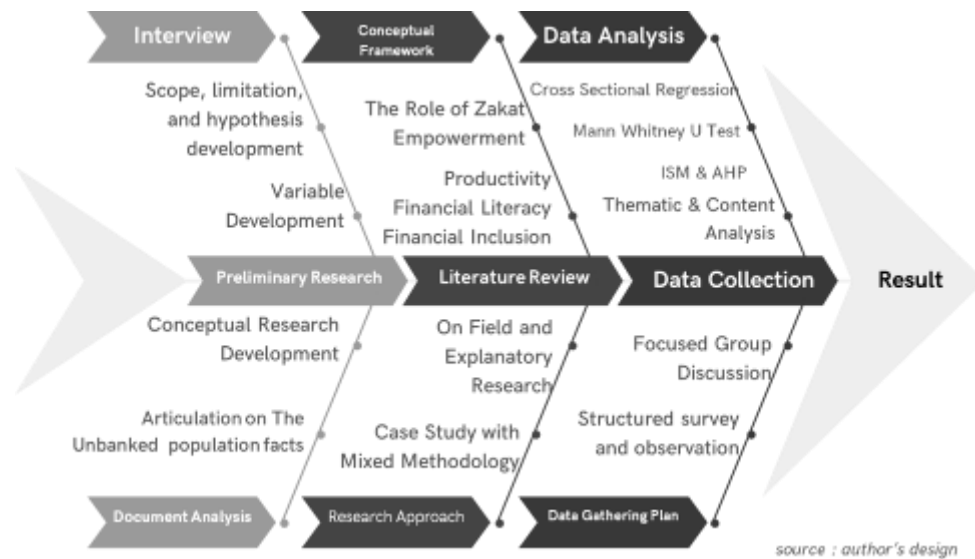 Interview
Conceptual
Framework
Data Analysis
Scope, limitation,
and hypothesis
development
Variable
Development
The Role of Zakat
Empowerment
Productivity
Financial Literacy
Financial Inclusion
Cross Sectional Regression
Mann Whitney U Test
ISM & AHP
Thematic & Content
Analysis
Preliminary Research
Literature Review
Data Collection
Result
Conceptual Research
Development
Articulation on The
Unbanked population facts
On Field and
Explanatory
Research
Case Study with
Mixed Methodology
Focused Group
Discussion
Structured survey
and observation
Document Analysis
Research Approach
Data Gathering Plan
source : author's design